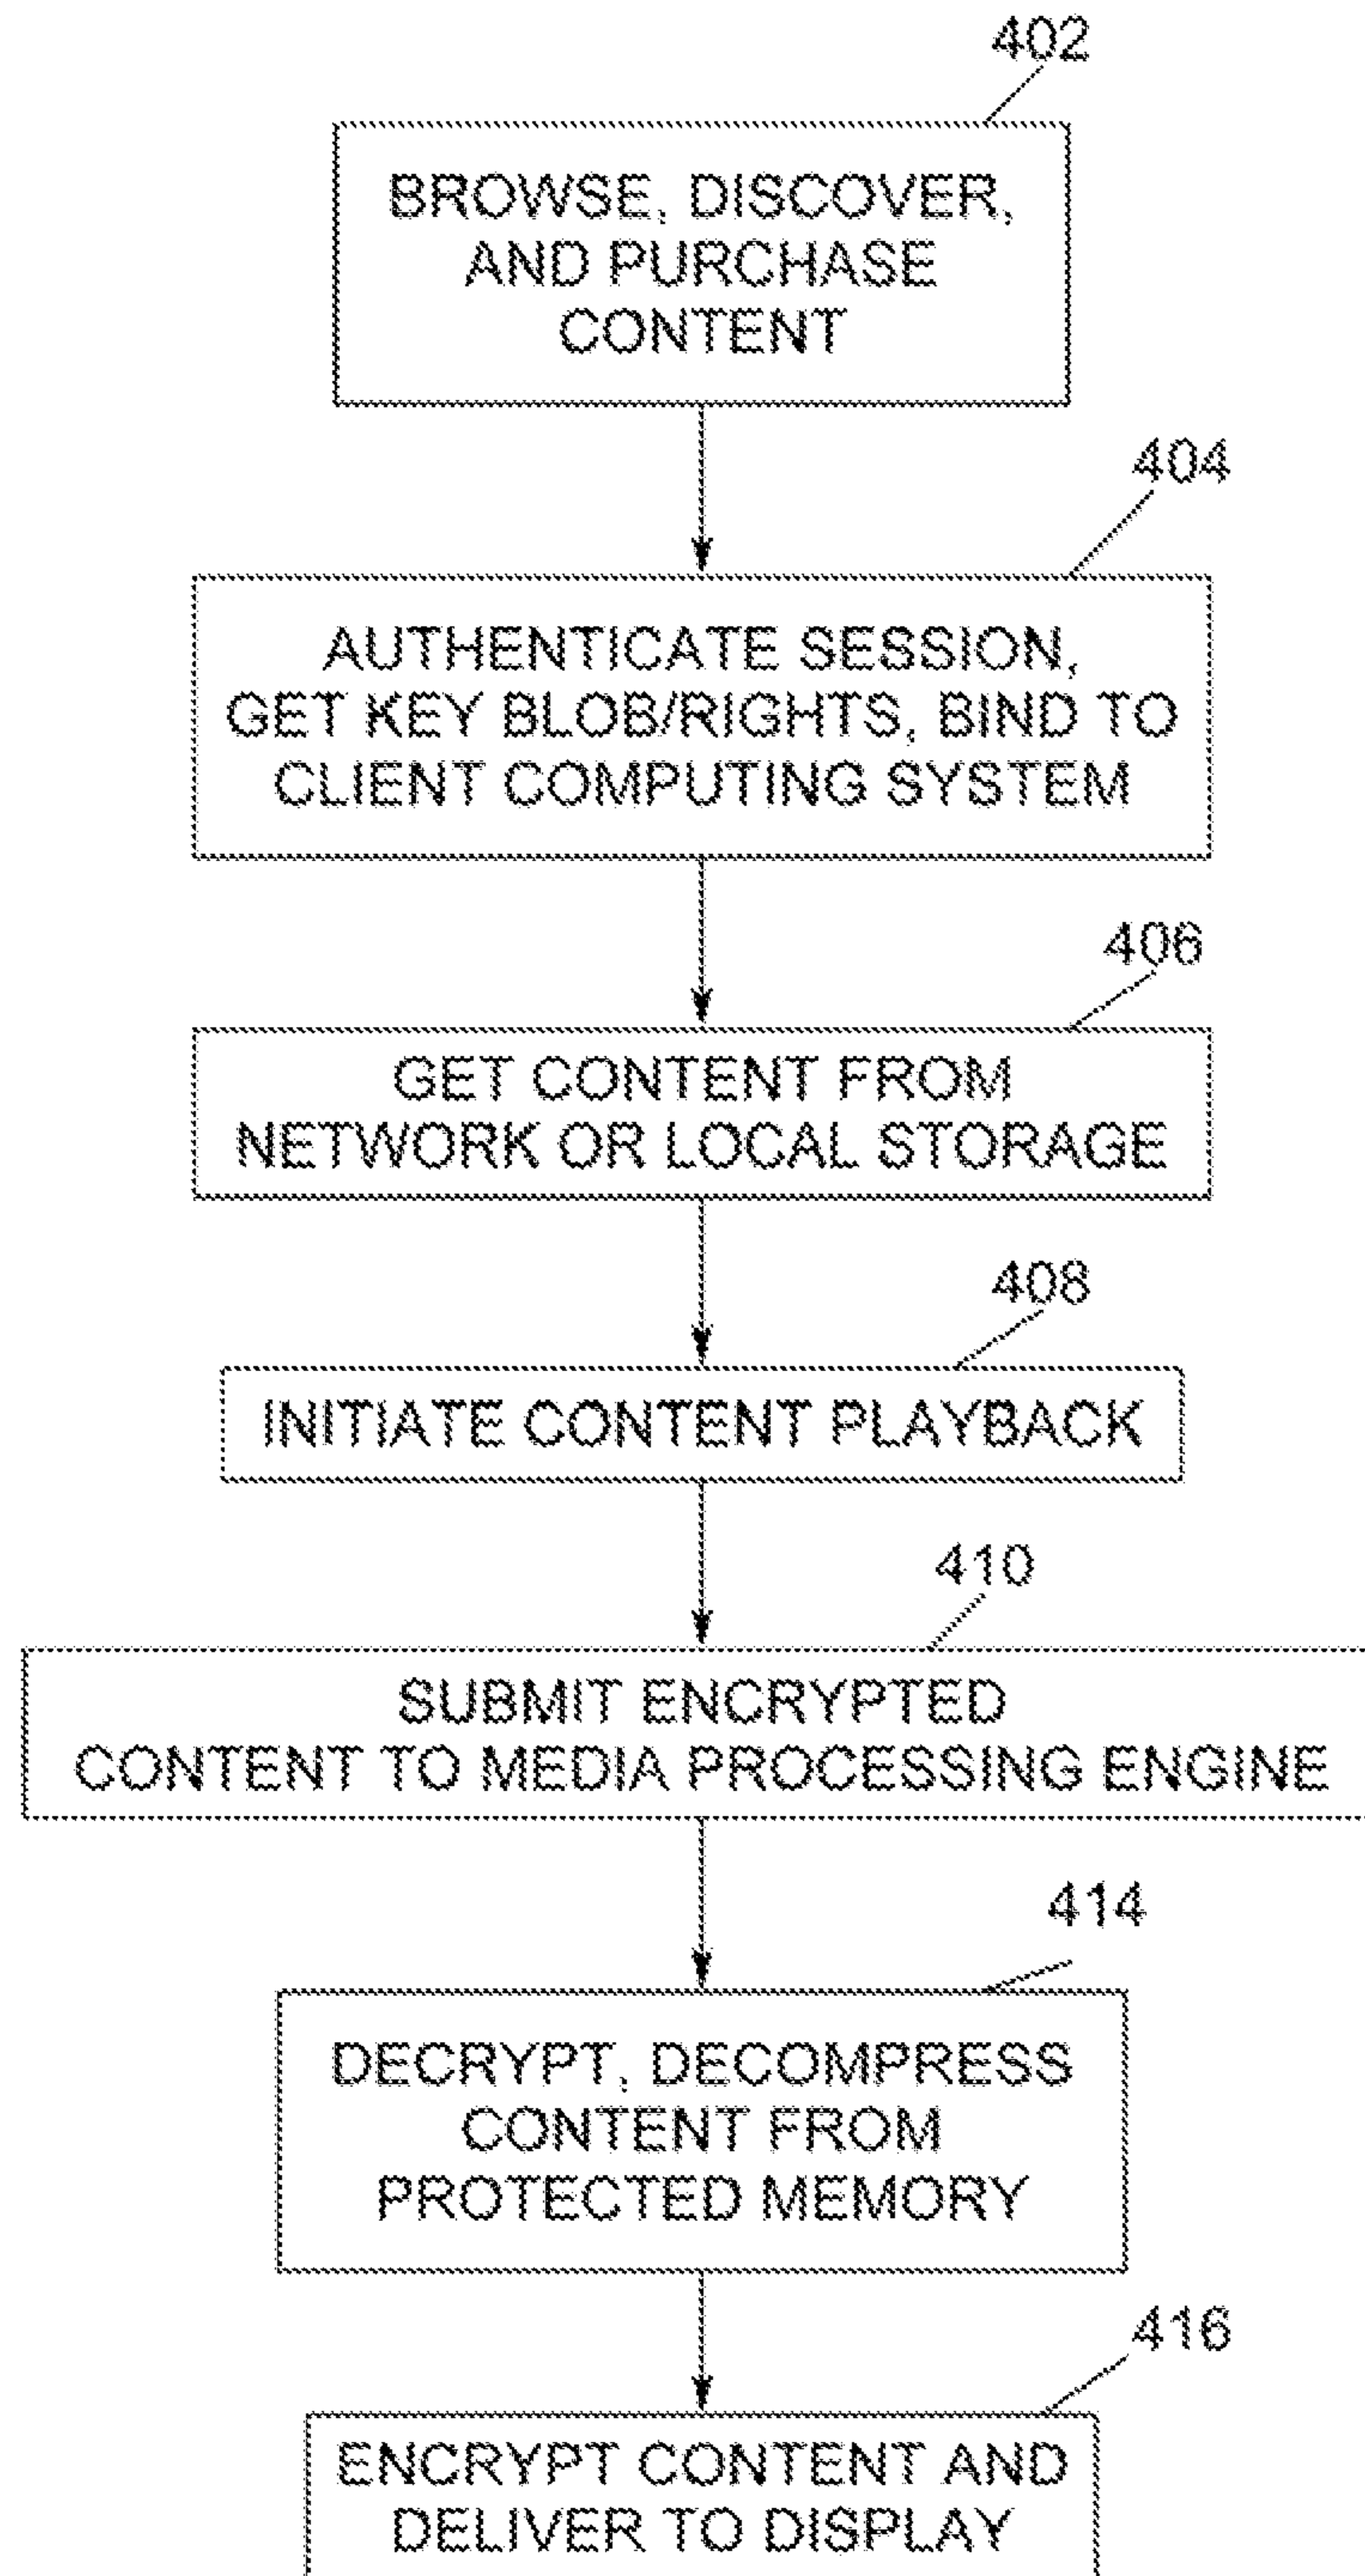 402
BROWSE, DISCOVER,
AND PURCHASE
CONTENT
404
AUTHENTICATE SESSION,
GET KEY BLOB/RIGHTS, BIND TO
CLIENT COMPUTING SYSTEM
406
GET CONTENT FROM
NETWORK OR LOCAL STORAGE
408
INITIATE CONTENT PLAYBACK
410
SUBMIT ENCRYPTED
CONTENT TO MEDIA PROCESSING ENGINE
414
DECRYPT, DECOMPRESS
CONTENT FROM
PROTECTED MEMORY
416
ENCRYPT CONTENT AND
DELIVER TO DISPLAY